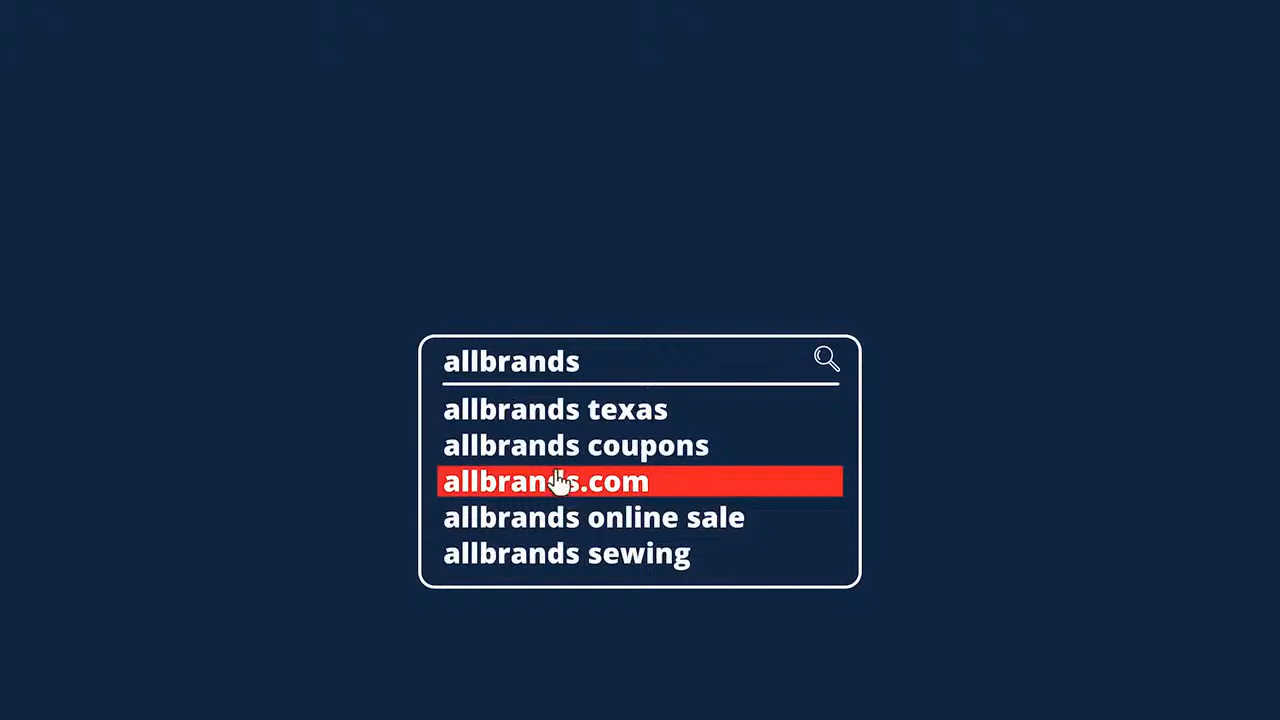 allbrands
allbrands texas
allbrands coupons
allbrands.com
allbrands online sale
allbrands sewing